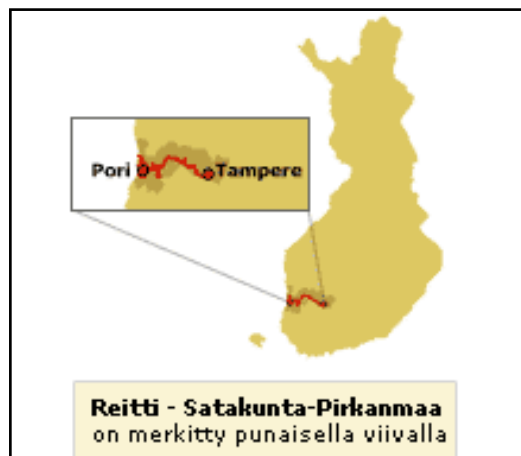 Pori
Tampere
Reitti - Satakunta-Pirkanmaa
on merkitty punaisella viivalla